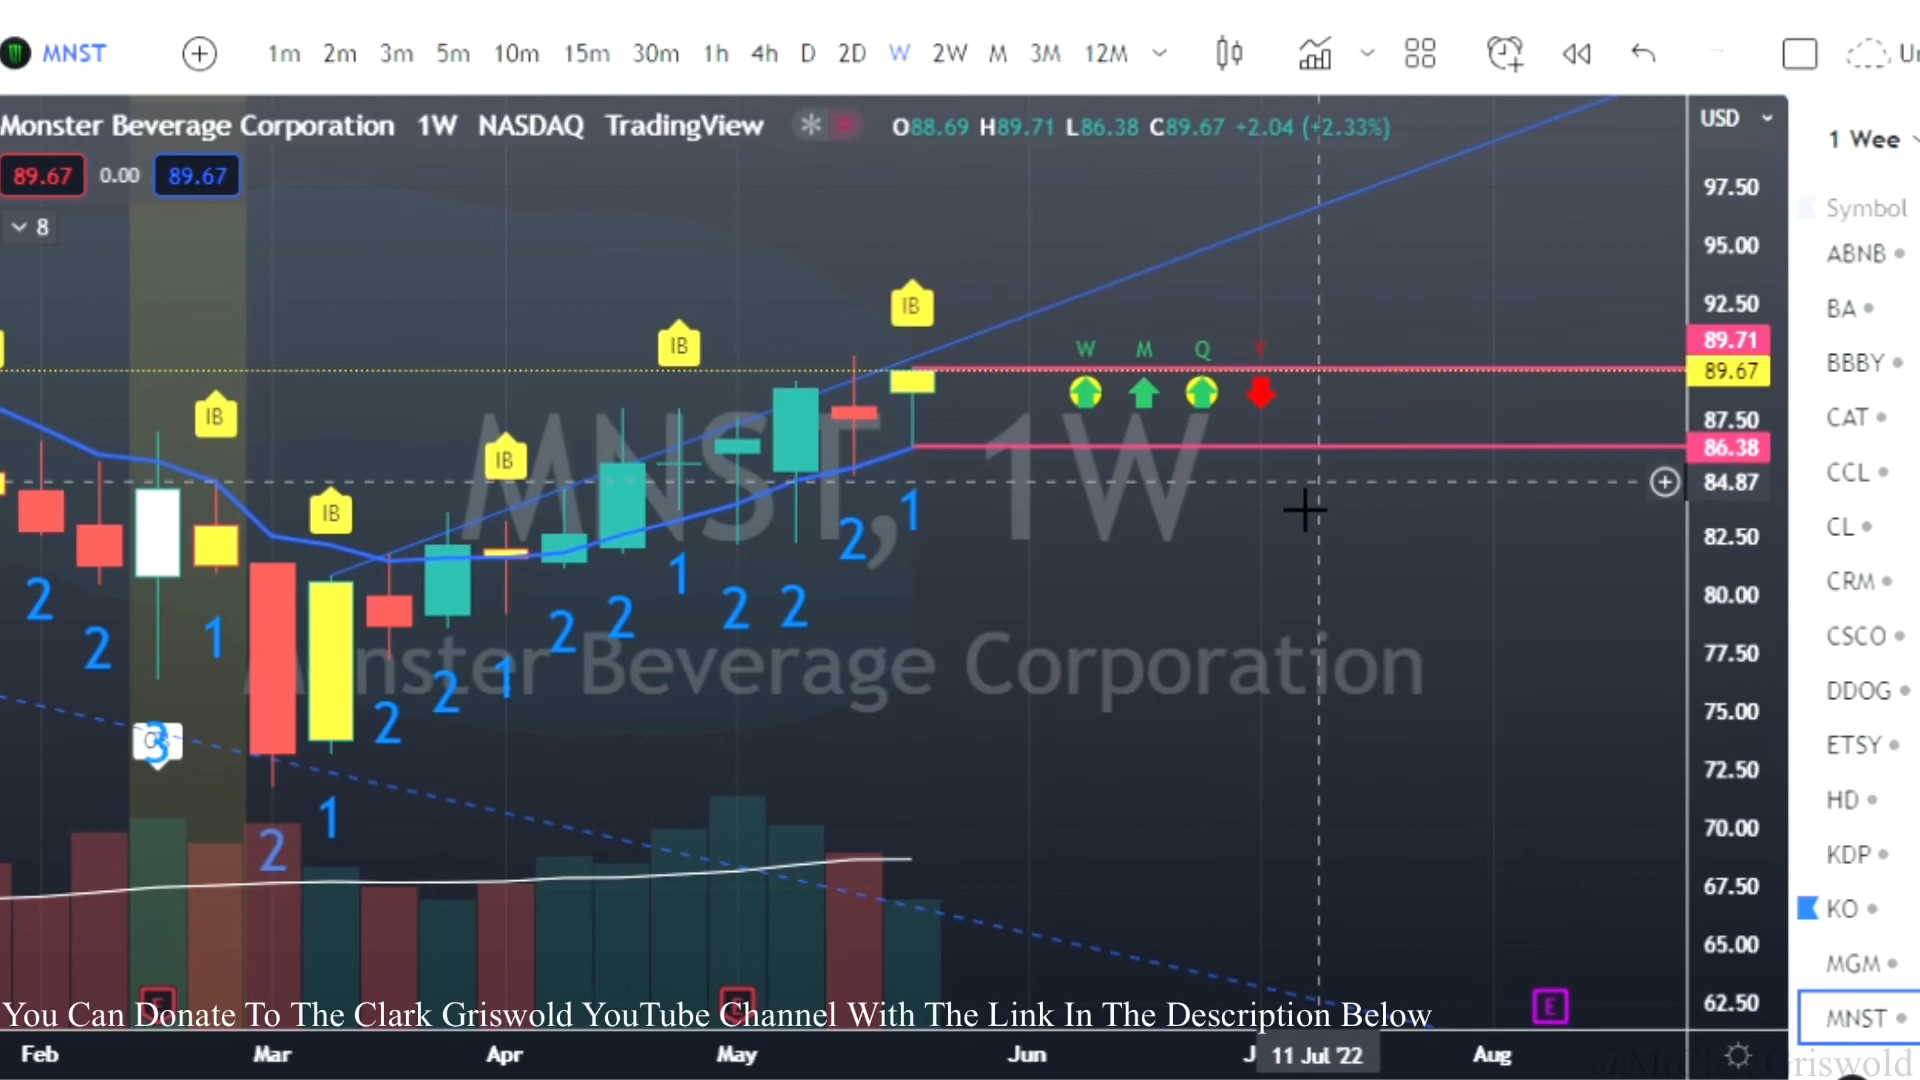 MNST 1m 2m 3m 5m 10m 15m 30m 1h 4h D 2D W 2W M 3M 12M
Monster Beverage Corporation 1W NASDAQ TradingView O88.69 H89.71 L86.38 C89.67 +2.04 (+2.33%)
USD
1 Wee
89.67 0.00 89.67
8
97.50
Symbol
95.00
ABNB
92.50
BA
IB
IB
89.71
W M Q Y
89.67
BBBY
IB
87.50
CAT
IB
86.38
MNST, 1W
CCL
84.87
IB
2 1
82.50
CL
2 2 1 2 2 1 2 2
80.00
CRM
Monster Beverage Corporation
77.50
CSCO
2 2 1
75.00
DDOG
3
72.50
ETSY
2 1
70.00
HD
67.50
KDP
65.00
KO
MGM
62.50
E
You Can Donate To The Clark Griswold YouTube Channel With The Link In The Description Below
MNST
Feb Mar Apr May Jun 11 Jul '22 Aug